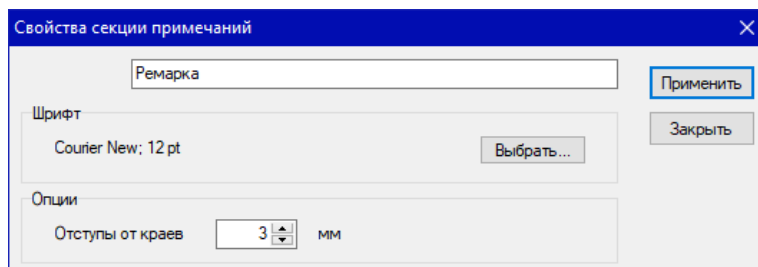 Свойства секции примечаний
Ремарка
Применить
Шрифт
Закрыть
Courier New; 12 pt
Выбрать...
Опции
Отступы от краев 3 мм